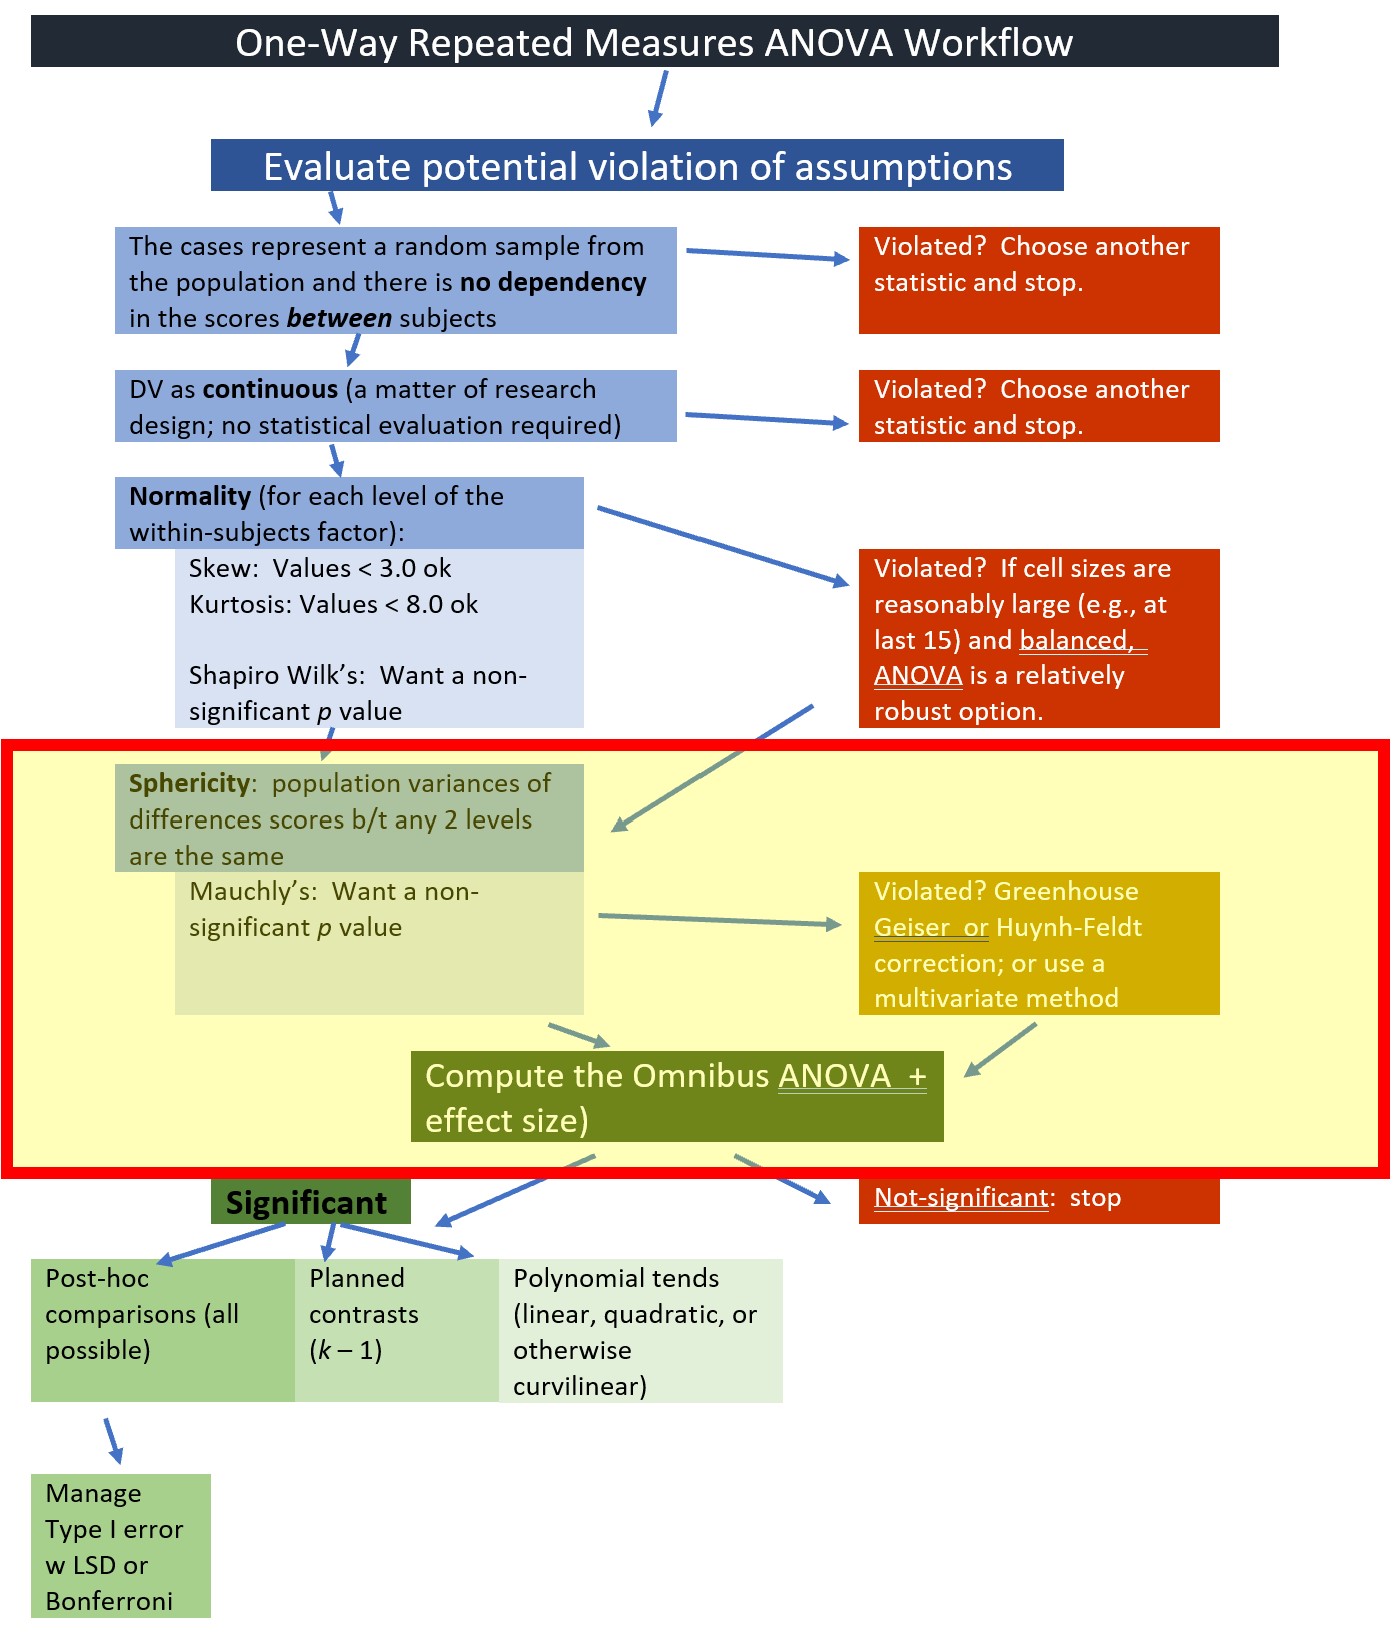 One-Way Repeated Measures ANOVA Workflow
Evaluate potential violation of assumptions
The cases represent a random sample from
the population and there is no dependency
in the scores between subjects
Violated?  Choose another
statistic and stop.
DV as continuous (a matter of research
design; no statistical evaluation required)
Violated?  Choose another
statistic and stop.
Normality (for each level of the
within-subjects factor):
Skew:  Values < 3.0 ok
Kurtosis: Values < 8.0 ok
Shapiro Wilk’s:  Want a non-
significant p value
Violated?  If cell sizes are
reasonably large (e.g., at
last 15) and balanced,
ANOVA is a relatively
robust option.
Sphericity:  population variances of
differences scores b/t any 2 levels
are the same
Mauchly’s:  Want a non-
significant p value
Violated? Greenhouse
Geiser  or Huynh-Feldt
correction; or use a
multivariate method
Compute the Omnibus ANOVA  +
effect size)
Significant
Not-significant:  stop
Post-hoc
comparisons (all
possible)
Planned
contrasts
(k – 1)
Polynomial tends
(linear, quadratic, or
otherwise
curvilinear)
Manage
Type I error
w LSD or
Bonferroni